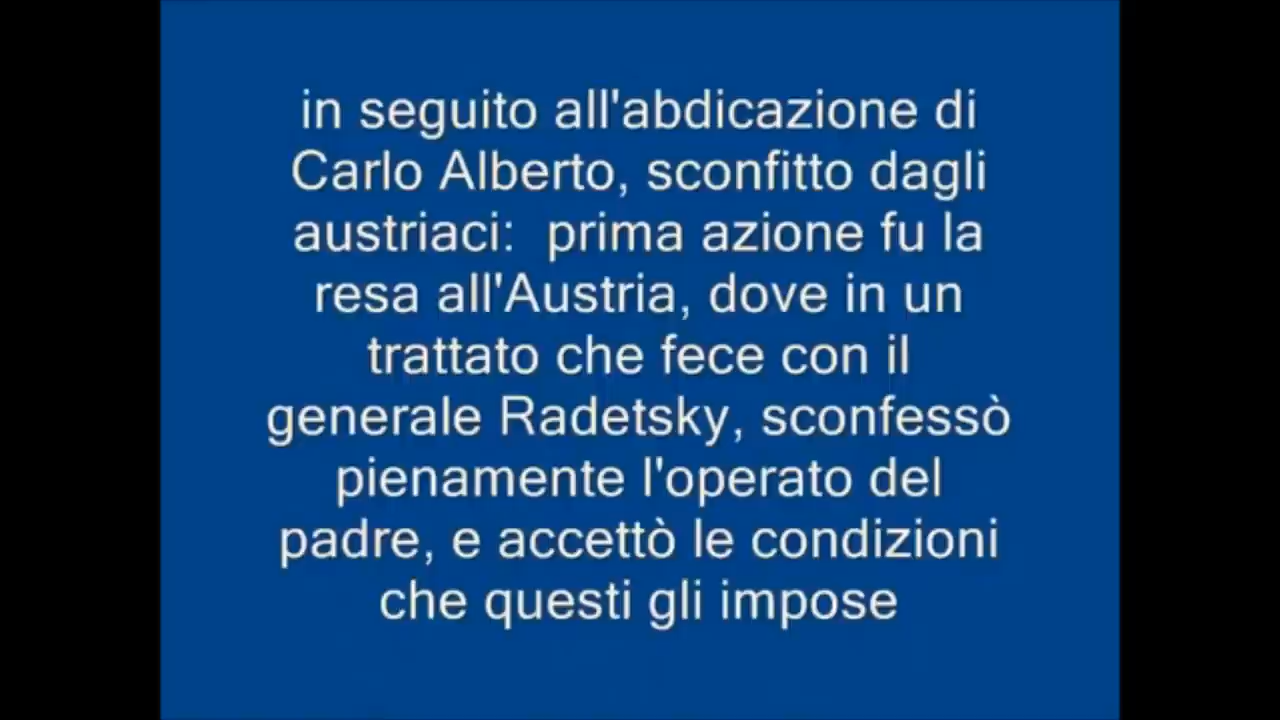 in seguito all'abdicazione di
Carlo Alberto, sconfitto dagli
austriaci:  prima azione fu la
resa all'Austria, dove in un
trattato che fece con il
generale Radetsky, sconfessò
pienamente l'operato del
padre, e accettò le condizioni
che questi gli impose